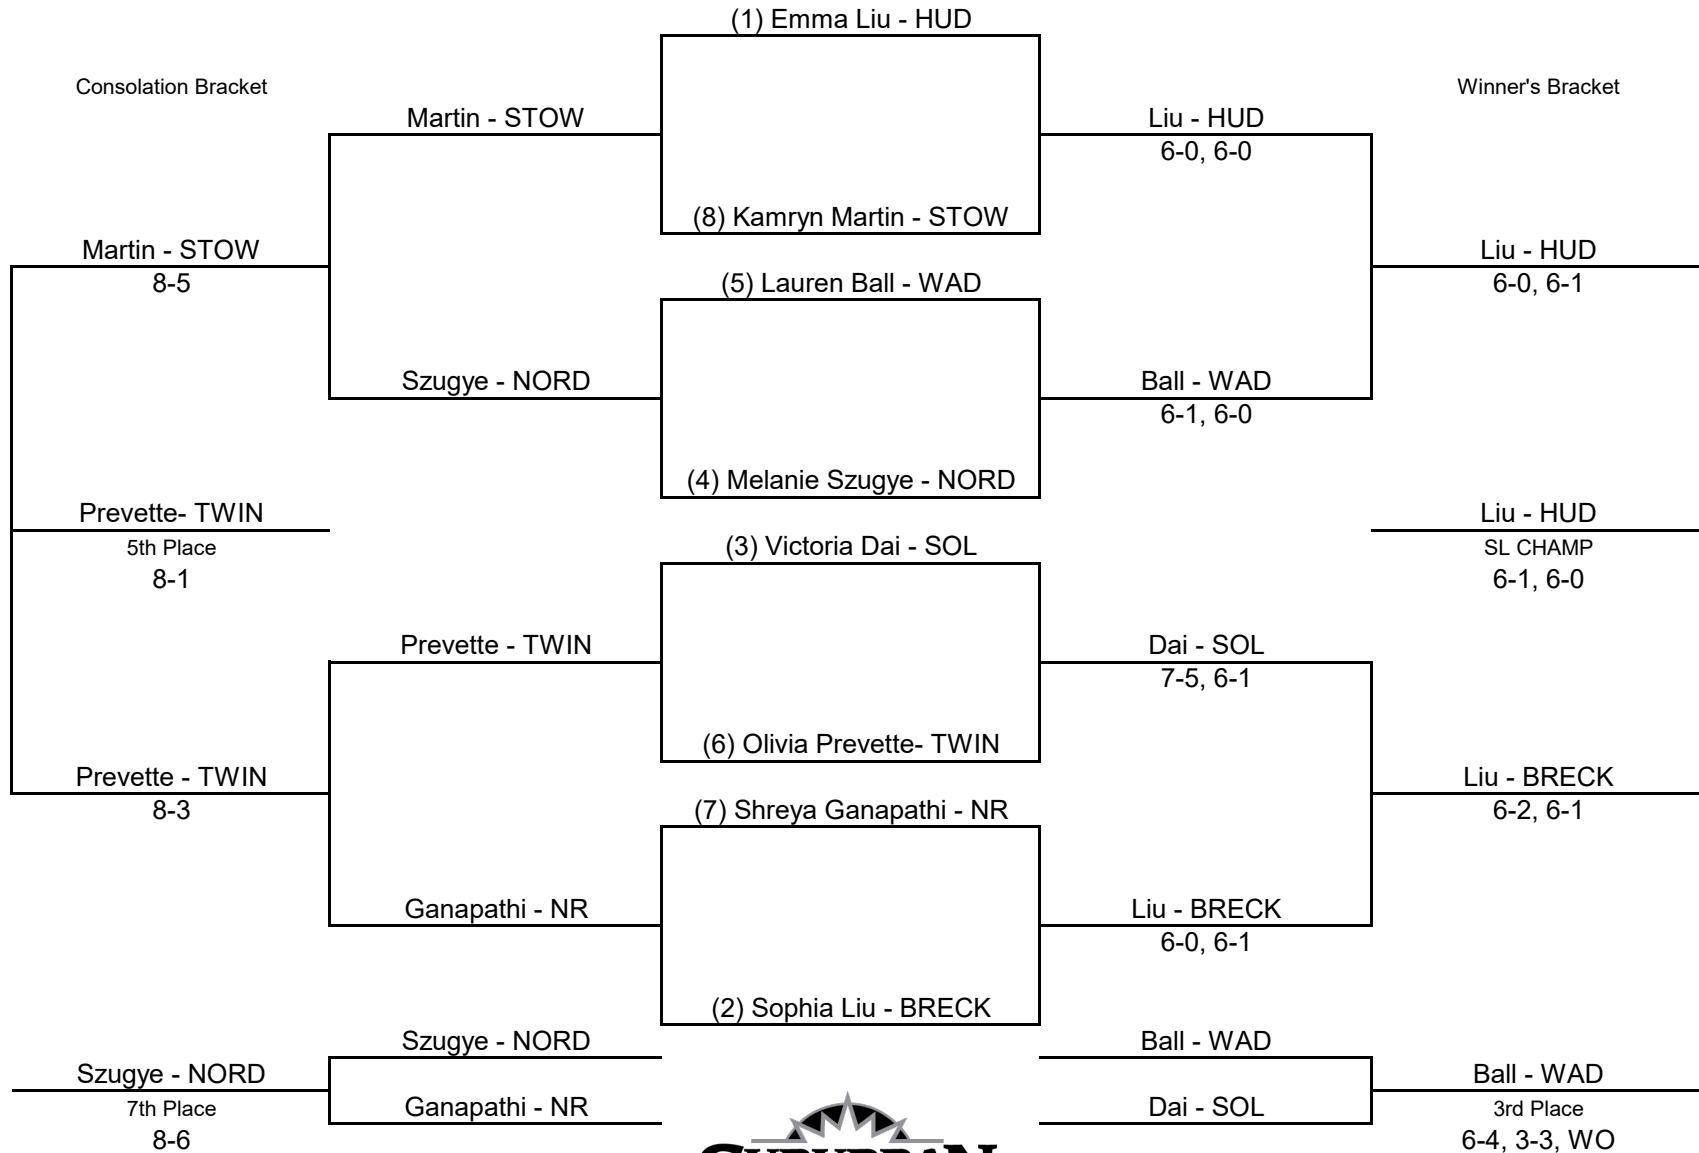 (1) Emma Liu - HUD
Consolation Bracket
Winner's Bracket
Martin - STOW
Liu - HUD
6-0, 6-0
(8) Kamryn Martin - STOW
Martin - STOW
8-5
Liu - HUD
6-0, 6-1
(5) Lauren Ball - WAD
Szugye - NORD
Ball - WAD
6-1, 6-0
(4) Melanie Szugye - NORD
Prevette- TWIN
5th Place
8-1
Liu - HUD
SL CHAMP
6-1, 6-0
(3) Victoria Dai - SOL
Prevette - TWIN
Dai - SOL
7-5, 6-1
(6) Olivia Prevette- TWIN
Prevette - TWIN
8-3
Liu - BRECK
6-2, 6-1
(7) Shreya Ganapathi - NR
Ganapathi - NR
Liu - BRECK
6-0, 6-1
(2) Sophia Liu - BRECK
Szugye - NORD
Ball - WAD
Szugye - NORD
7th Place
8-6
Ganapathi - NR
Dai - SOL
Ball - WAD
3rd Place
6-4, 3-3, WO
SUBURBAN